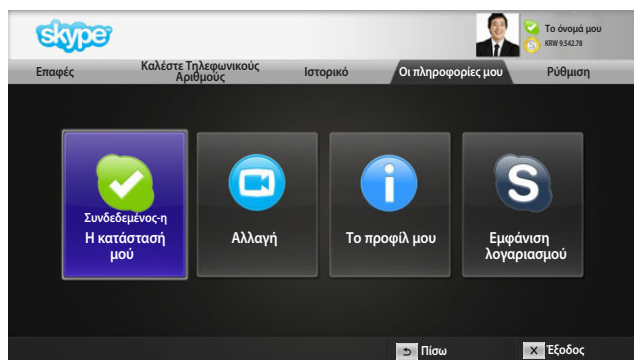 skype
Το όνομά μου
KRW 9.542.78
Επαφές
Καλέστε Τηλεφωνικούς
Αριθμούς
Ιστορικό
Οι πληροφορίες μου
Ρύθμιση
Συνδεδεμένος-η
Η κατάστασή
μού
Αλλαγή
Το προφίλ μου
S
Εμφάνιση
λογαριασμού
Πίσω
Έξοδος